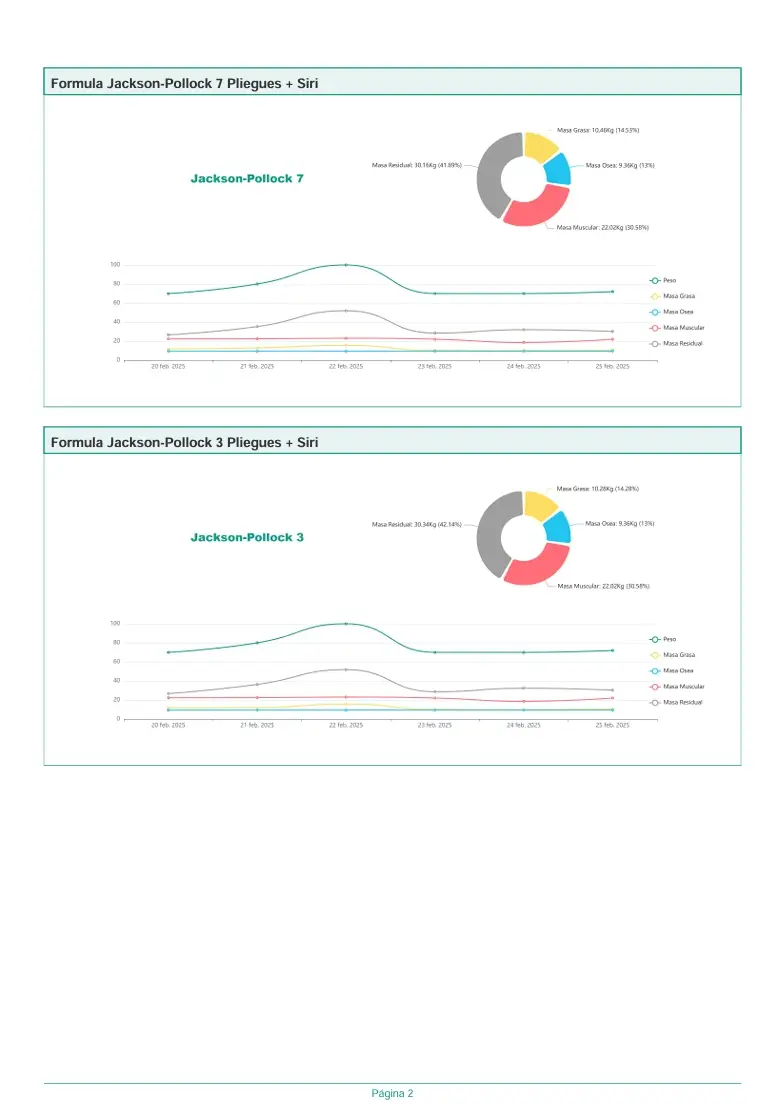 Formula Jackson-Pollock 7 Pliegues + Siri
Masa Grasa: 10.46Kg (14.53%)
Masa Residual: 30.16Kg (41.89%)
Masa Osea: 9.36Kg (13%)
Jackson-Pollock 7
Masa Muscular: 22.02Kg (30.58%)
100
80
60
40
20
0
20 feb. 2025
21 feb. 2025
22 feb. 2025
23 feb. 2025
24 feb. 2025
25 feb. 2025
Peso
Masa Grasa
Masa Osea
Masa Muscular
Masa Residual
Formula Jackson-Pollock 3 Pliegues + Siri
Masa Grasa: 10.28Kg (14.28%)
Masa Residual: 30.34Kg (42.14%)
Masa Osea: 9.36Kg (13%)
Jackson-Pollock 3
Masa Muscular: 22.02Kg (30.58%)
100
80
60
40
20
0
20 feb. 2025
21 feb. 2025
22 feb. 2025
23 feb. 2025
24 feb. 2025
25 feb. 2025
Peso
Masa Grasa
Masa Osea
Masa Muscular
Masa Residual
Página 2